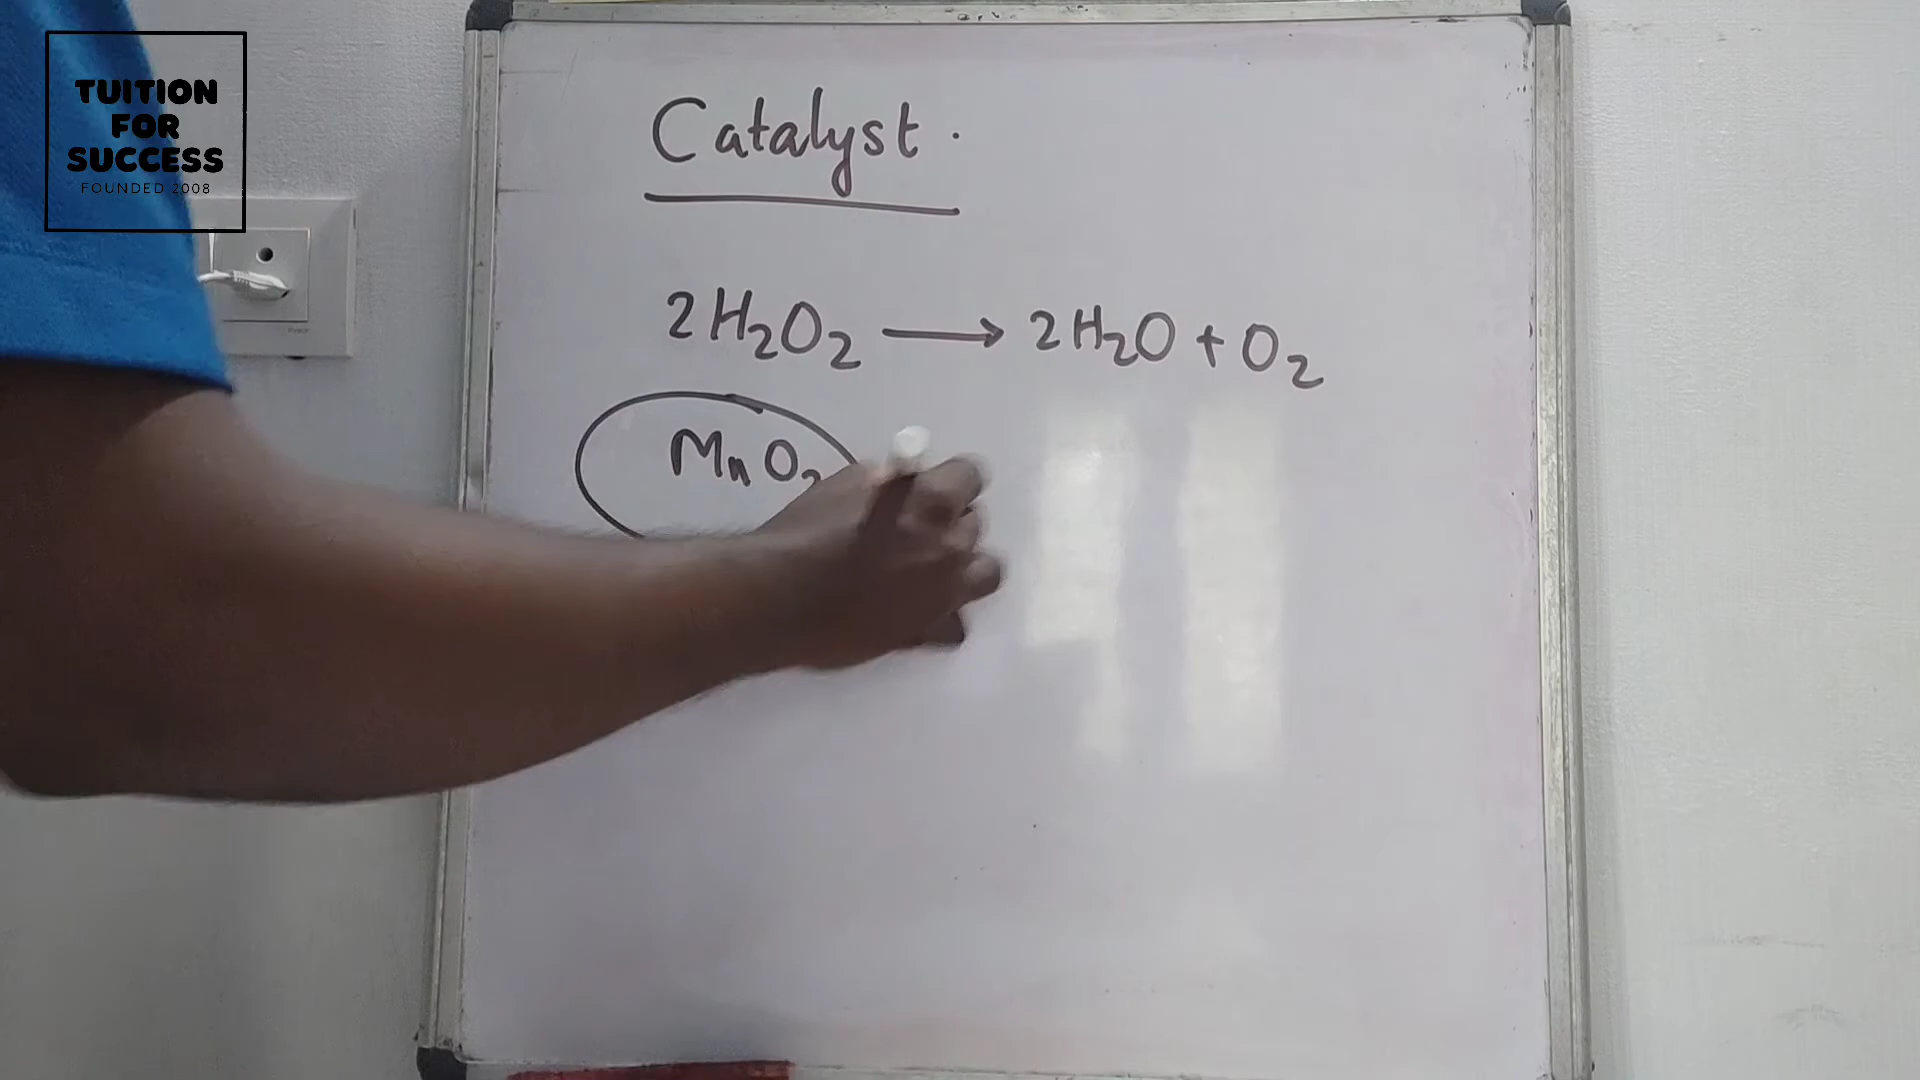 TUITION
FOR
SUCCESS
FOUNDED 2008
Catalyst.
2H₂O₂ → 2H₂O + O₂
MnO₂